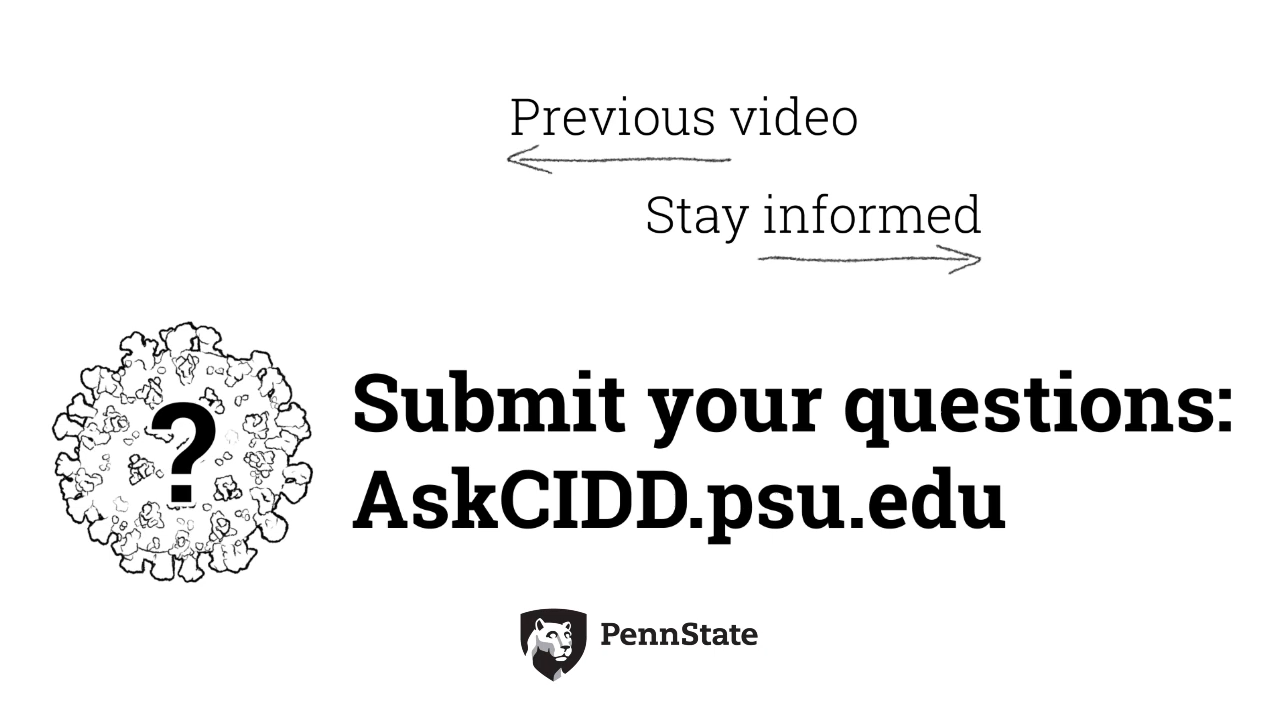 Previous video
Stay informed
?
Submit your questions:
AskCIDD.psu.edu
PennState